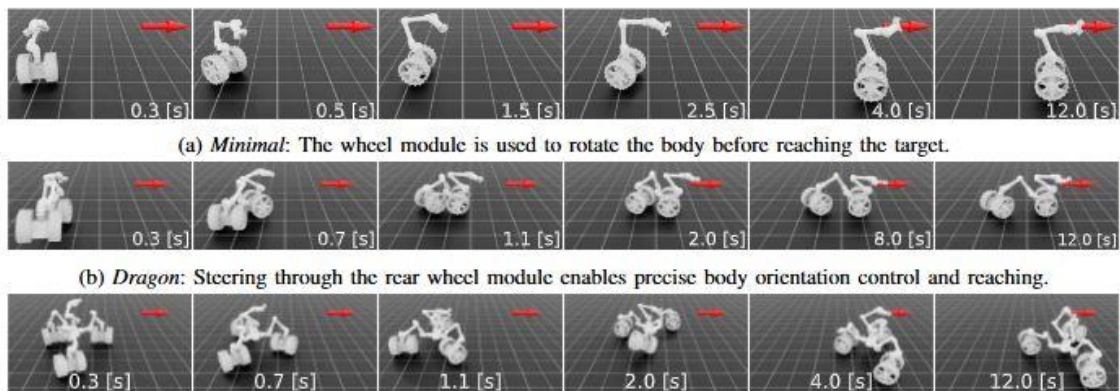 0.3 [s] 0.5 [s] 1.5 [s] 2.5 [s] 4.0 [s] 12.0 [s]
(a) Minimal: The wheel module is used to rotate the body before reaching the target.
0.3 [s] 0.7 [s] 1.1 [s] 2.0 [s] 8.0 [s] 12.0 [s]
(b) Dragon: Steering through the rear wheel module enables precise body orientation control and reaching.
0.3 [s] 0.7 [s] 1.1 [s] 2.0 [s] 4.0 [s] 12.0 [s]